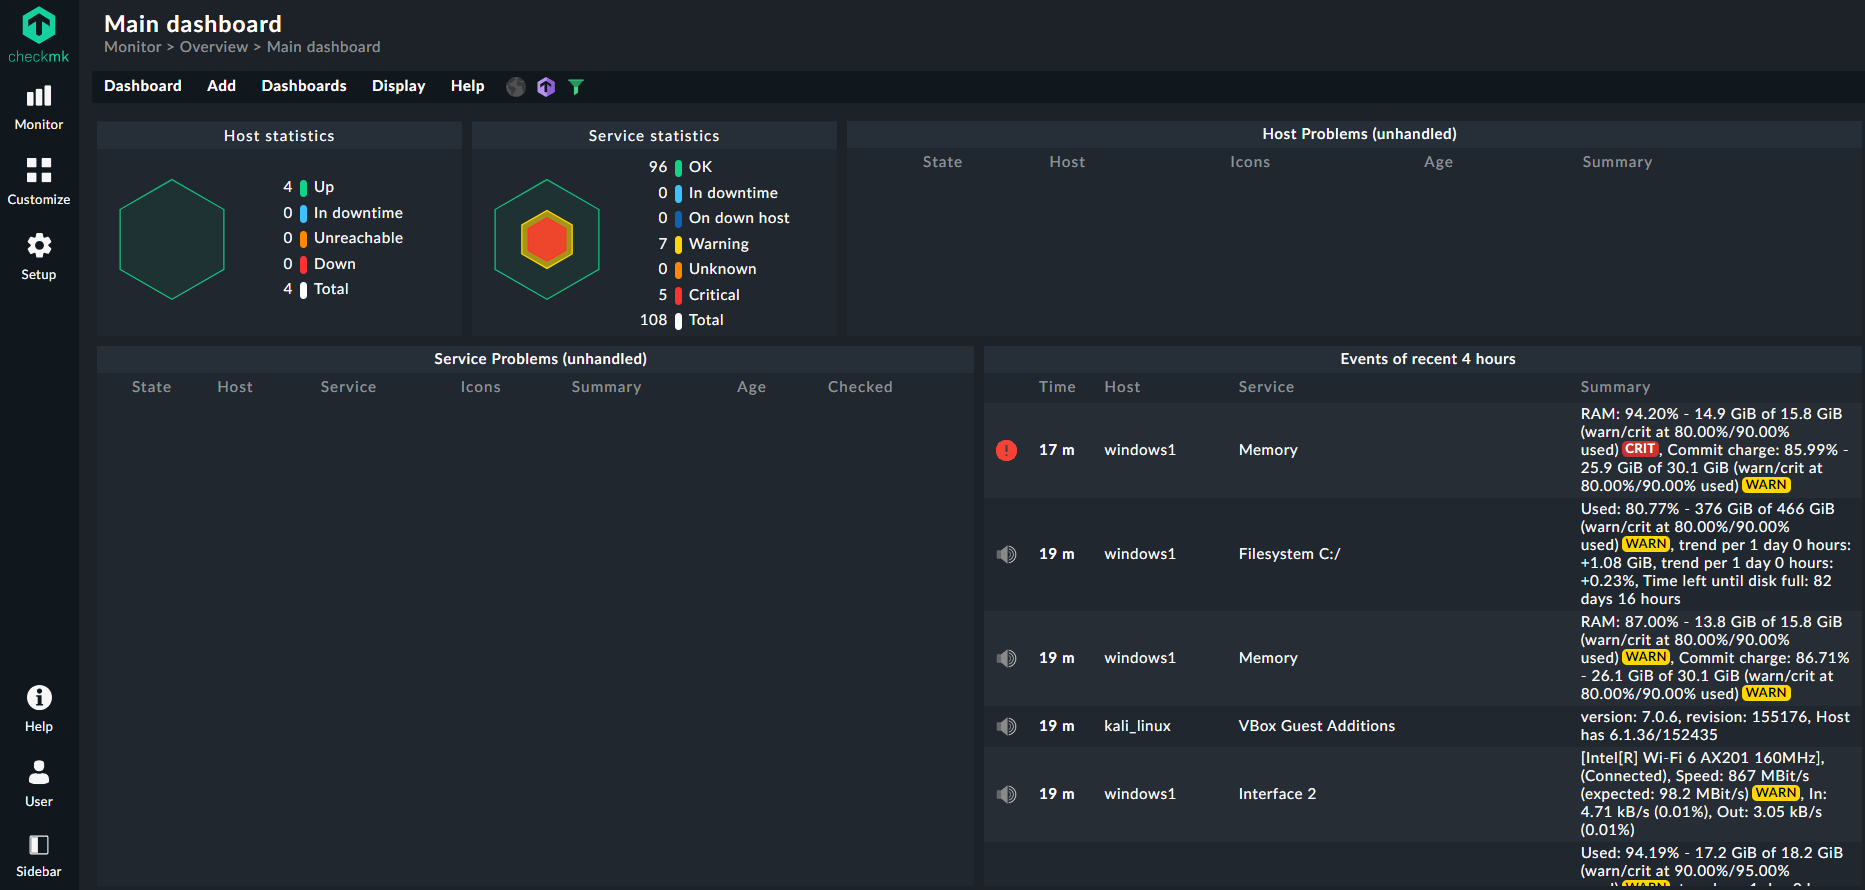 checkmk
Monitor
Customize
Setup
Help
User
Sidebar
Main dashboard
Monitor > Overview > Main dashboard
Dashboard Add Dashboards Display Help
Host statistics
4 Up
0 In downtime
0 Unreachable
0 Down
4 Total
Service statistics
96 OK
0 In downtime
0 On down host
7 Warning
0 Unknown
5 Critical
108 Total
Host Problems (unhandled)
State Host Icons Age Summary
Service Problems (unhandled)
State Host Service Icons Summary Age Checked
Events of recent 4 hours
Time Host Service Summary
17 m windows1 Memory
RAM: 94.20% - 14.9 GiB of 15.8 GiB
(warn/crit at 80.00%/90.00%
used) CRIT, Commit charge: 85.99% -
25.9 GiB of 30.1 GiB (warn/crit at
80.00%/90.00% used) WARN
19 m windows1 Filesystem C:/
Used: 80.77% - 376 GiB of 466 GiB
(warn/crit at 80.00%/90.00%
used) WARN, trend per 1 day 0 hours:
+1.08 GiB, trend per 1 day 0 hours:
+0.23%, Time left until disk full: 82
days 16 hours
19 m windows1 Memory
RAM: 87.00% - 13.8 GiB of 15.8 GiB
(warn/crit at 80.00%/90.00%
used) WARN, Commit charge: 86.71%
- 26.1 GiB of 30.1 GiB (warn/crit at
80.00%/90.00% used) WARN
19 m kali_linux VBox Guest Additions
version: 7.0.6, revision: 155176, Host
has 6.1.36/152435
19 m windows1 Interface 2
[Intel[R] Wi-Fi 6 AX201 160MHz],
(Connected), Speed: 867 MBit/s
(expected: 98.2 MBit/s) WARN, In:
4.71 kB/s (0.01%), Out: 3.05 kB/s
(0.01%)
Used: 94.19% - 17.2 GiB of 18.2 GiB
(warn/crit at 90.00%/95.00%